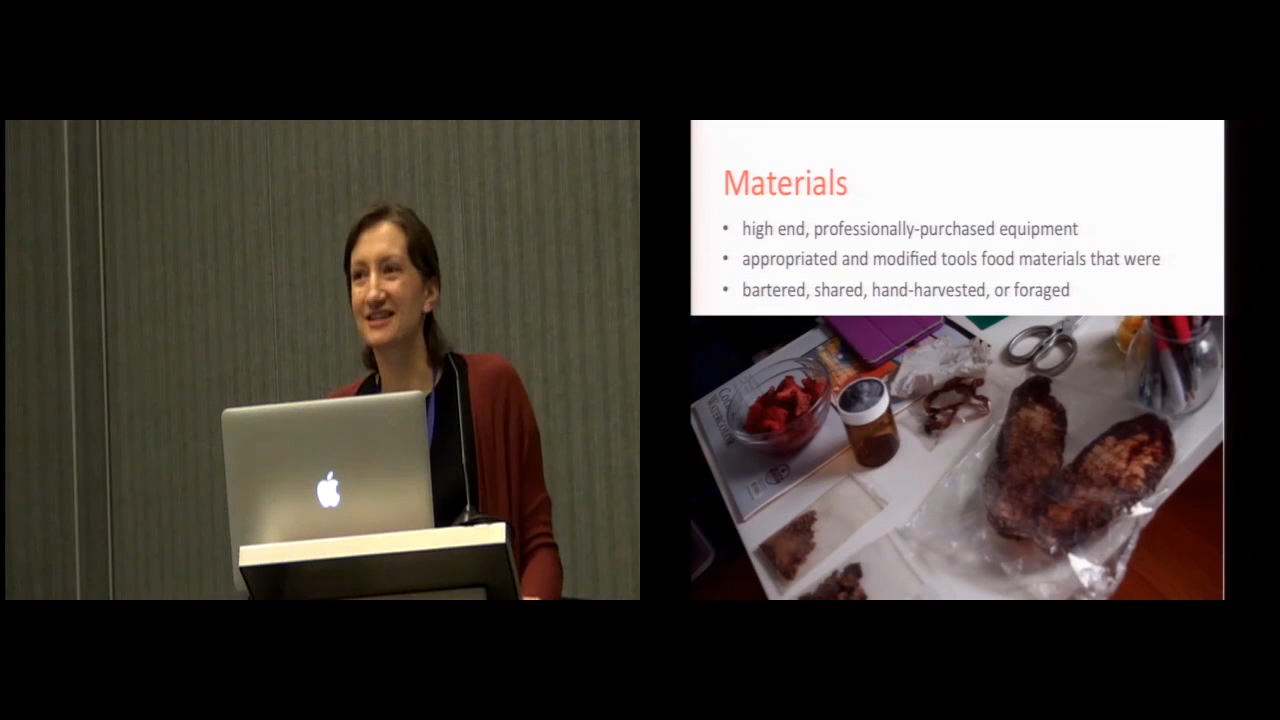 Materials
• high end, professionally-purchased equipment
• appropriated and modified tools food materials that were
• bartered, shared, hand-harvested, or foraged
WATERCOLOR